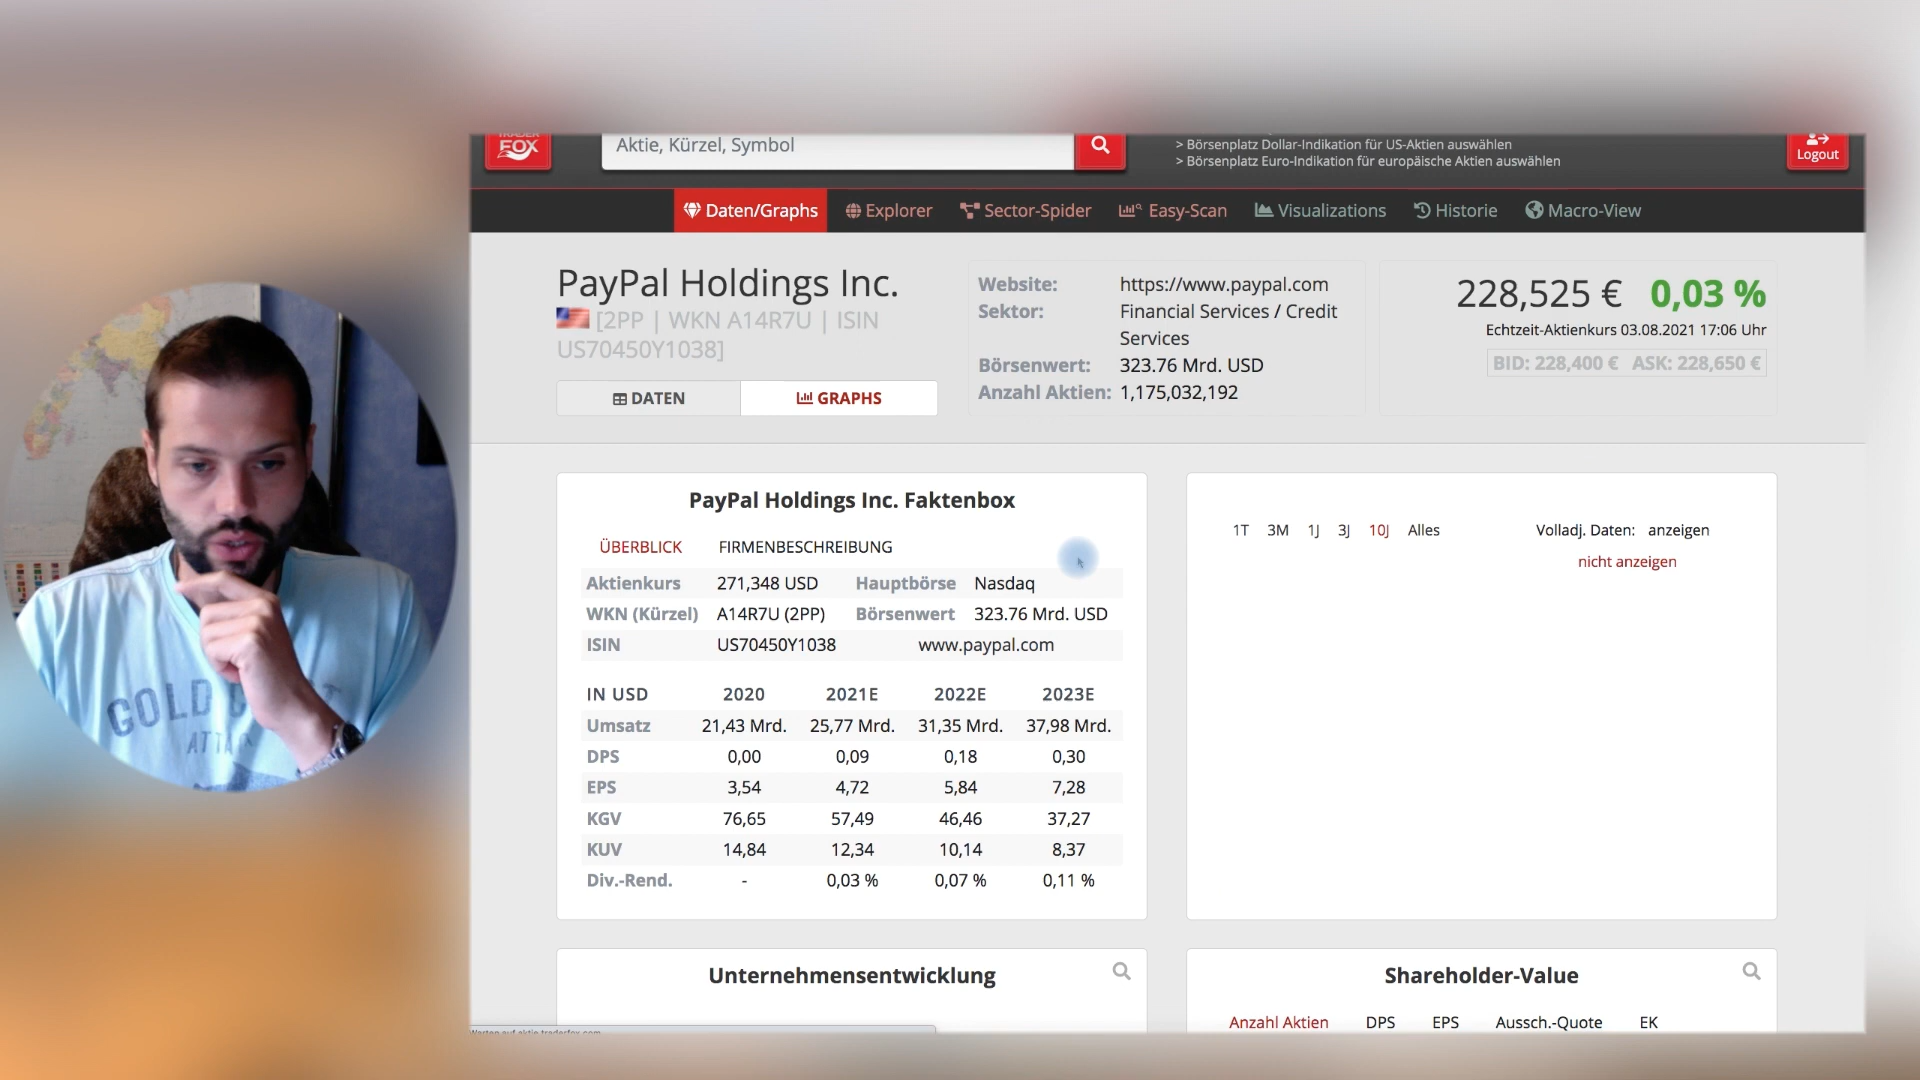 TRADER
FOX
Aktie, Kürzel, Symbol
> Börsenplatz Dollar-Indikation für US-Aktien auswählen
> Börsenplatz Euro-Indikation für europäische Aktien auswählen
Logout
Daten/Graphs Explorer Sector-Spider Easy-Scan Visualizations Historie Macro-View
PayPal Holdings Inc.
[2PP | WKN A14R7U | ISIN
US70450Y1038]
DATEN GRAPHS
Website: https://www.paypal.com
Sektor: Financial Services / Credit
Services
Börsenwert: 323.76 Mrd. USD
Anzahl Aktien: 1,175,032,192
228,525 € 0,03 %
Echtzeit-Aktienkurs 03.08.2021 17:06 Uhr
BID: 228,400 € ASK: 228,650 €
PayPal Holdings Inc. Faktenbox
ÜBERBLICK FIRMENBESCHREIBUNG
Aktienkurs 271,348 USD Hauptbörse Nasdaq
WKN (Kürzel) A14R7U (2PP) Börsenwert 323.76 Mrd. USD
ISIN US70450Y1038 www.paypal.com
IN USD 2020 2021E 2022E 2023E
Umsatz 21,43 Mrd. 25,77 Mrd. 31,35 Mrd. 37,98 Mrd.
DPS 0,00 0,09 0,18 0,30
EPS 3,54 4,72 5,84 7,28
KGV 76,65 57,49 46,46 37,27
KUV 14,84 12,34 10,14 8,37
Div.-Rend. - 0,03 % 0,07 % 0,11 %
1T 3M 1J 3J 10J Alles
Volladj. Daten: anzeigen
nicht anzeigen
Unternehmensentwicklung
Shareholder-Value
Anzahl Aktien DPS EPS Aussch.-Quote EK
Warten auf aktie.traderfox.com
GOLD